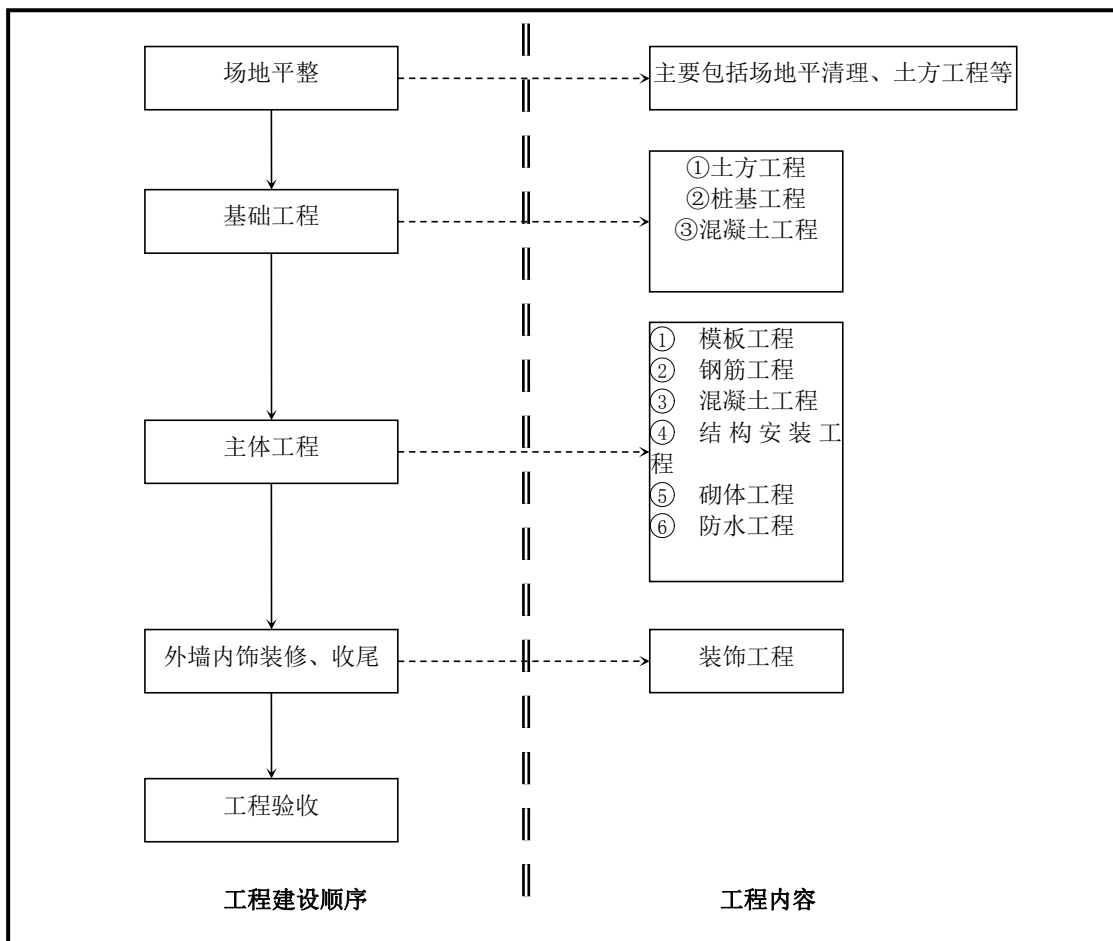 场地平整
主要包括场地平清理、土方工程等
基础工程
①土方工程
②桩基工程
③混凝土工程
主体工程
① 模板工程
② 钢筋工程
③ 混凝土工程
④ 结构安装工
程
⑤ 砌体工程
⑥ 防水工程
外墙内饰装修、收尾
装饰工程
工程验收
工程建设顺序
工程内容